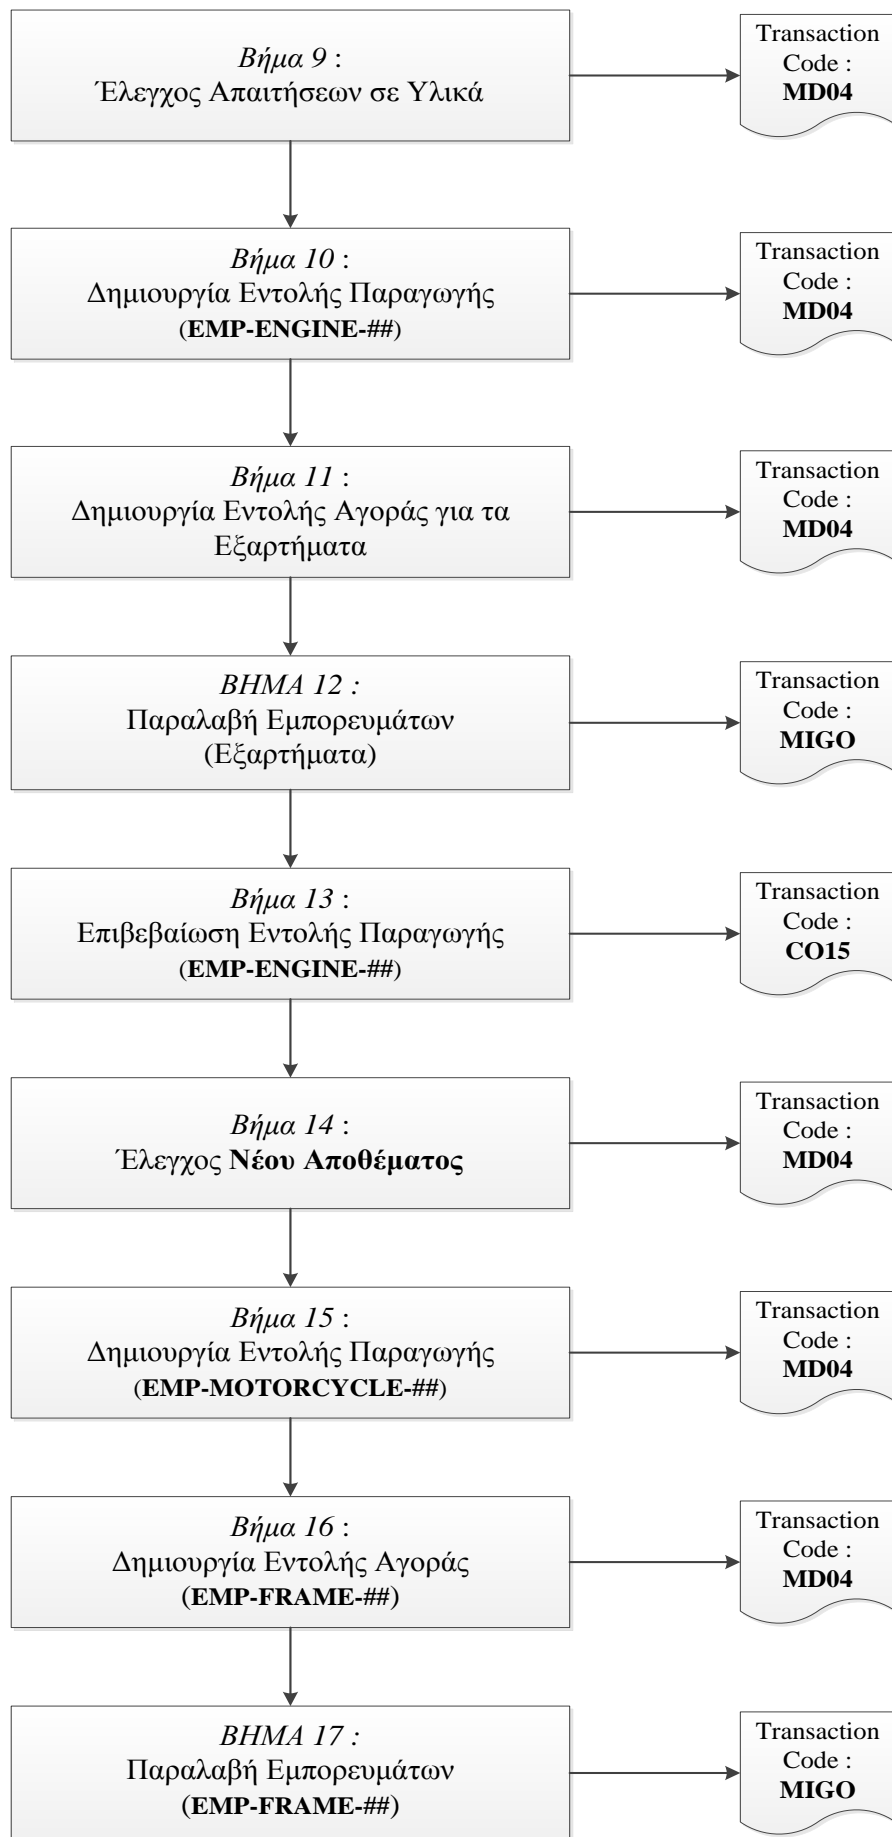 Βήμα 9 :
Έλεγχος Απαιτήσεων σε Υλικά
Transaction
Code :
MD04
Βήμα 10 :
Δημιουργία Εντολής Παραγωγής
(EMP-ENGINE-##)
Transaction
Code :
MD04
Βήμα 11 :
Δημιουργία Εντολής Αγοράς για τα
Εξαρτήματα
Transaction
Code :
MD04
ΒΗΜΑ 12 :
Παραλαβή Εμπορευμάτων
(Εξαρτήματα)
Transaction
Code :
MIGO
Βήμα 13 :
Επιβεβαίωση Εντολής Παραγωγής
(EMP-ENGINE-##)
Transaction
Code :
CO15
Βήμα 14 :
Έλεγχος Νέου Αποθέματος
Transaction
Code :
MD04
Βήμα 15 :
Δημιουργία Εντολής Παραγωγής
(EMP-MOTORCYCLE-##)
Transaction
Code :
MD04
Βήμα 16 :
Δημιουργία Εντολής Αγοράς
(EMP-FRAME-##)
Transaction
Code :
MD04
ΒΗΜΑ 17 :
Παραλαβή Εμπορευμάτων
(EMP-FRAME-##)
Transaction
Code :
MIGO